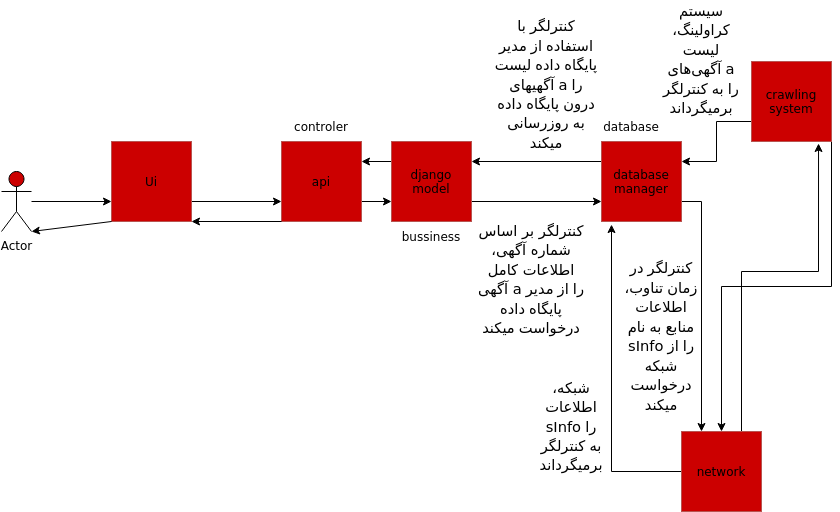 سیستم
کراولینگ،
لیست
a آگهی‌های
را به کنترلگر
برمیگرداند
کنترلگر با
استفاده از مدیر
پایگاه داده لیست
را a آگهیهای
درون پایگاه داده
به روزرسانی
میکند
crawling
system
controler
database
Ui
api
django
model
database
manager
bussiness
Actor
کنترلگر بر اساس
شماره آگهی،
اطلاعات کامل
را از مدیر a آگهی
پایگاه داده
درخواست میکند
کنترلگر در
زمان تناوب،
اطلاعات
منابع به نام
را از sInfo
شبکه
درخواست
میکند
شبکه،
اطلاعات
را sInfo
به کنترلگر
برمیگرداند
network